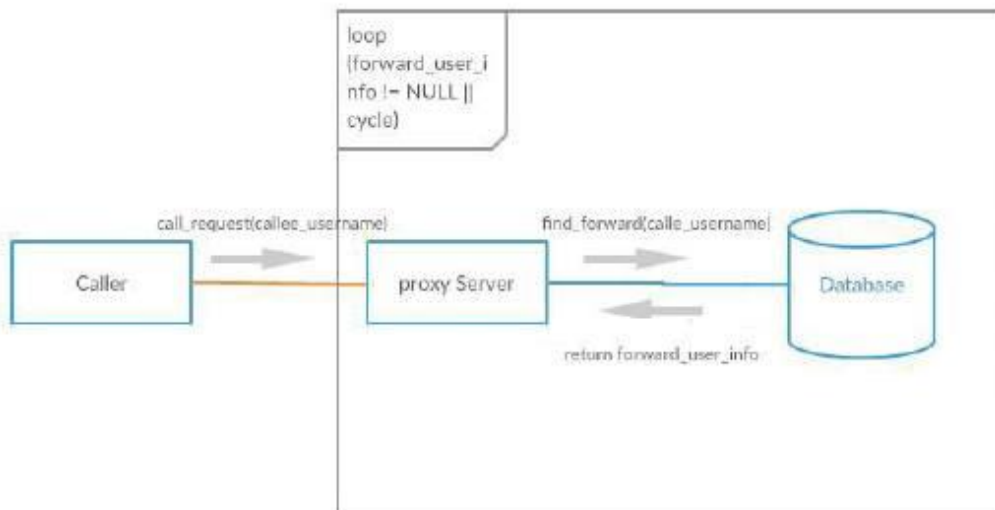 loop
(forward_user_i
nfo != NULL ||
cycle)
call_request(callee_username)
find_forward(calle_username)
Caller
proxy Server
Database
return forward_user_info